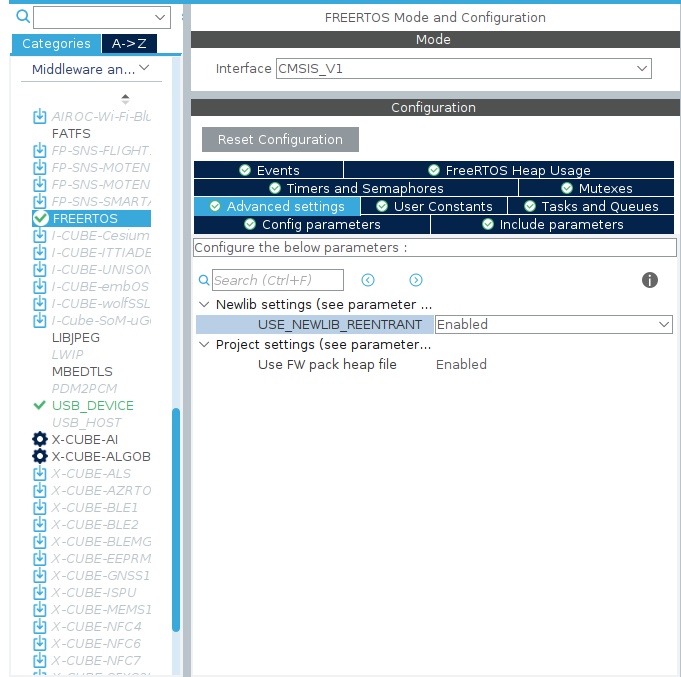 Categories
A->Z
Middleware an...
AIROC-Wi-Fi-Blu
FATFS
FP-SNS-FLIGHT
FP-SNS-MOTEN
FP-SNS-MOTEN
FP-SNS-SMARTA
FREERTOS
I-CUBE-Cesium
I-CUBE-ITTIADE
I-CUBE-UNISON
I-CUBE-embOS
I-CUBE-wolfSSL
I-Cube-SoM-uG
LIBJPEG
LWIP
MBEDTLS
PDM2PCM
USB_DEVICE
USB_HOST
X-CUBE-AI
X-CUBE-ALGOB
X-CUBE-ALS
X-CUBE-AZRTO
X-CUBE-BLE1
X-CUBE-BLE2
X-CUBE-BLEMG
X-CUBE-EEPRM
X-CUBE-GNSS1
X-CUBE-ISPU
X-CUBE-MEMS1
X-CUBE-NFC4
X-CUBE-NFC6
X-CUBE-NFC7
FREERTOS Mode and Configuration
Mode
Interface CMSIS_V1
Configuration
Reset Configuration
Events
FreeRTOS Heap Usage
Timers and Semaphores
Mutexes
Advanced settings
User Constants
Tasks and Queues
Config parameters
Include parameters
Configure the below parameters :
Search (Ctrl+F)
Newlib settings (see parameter ...
USE_NEWLIB_REENTRANT Enabled
Project settings (see parameter...
Use FW pack heap file Enabled